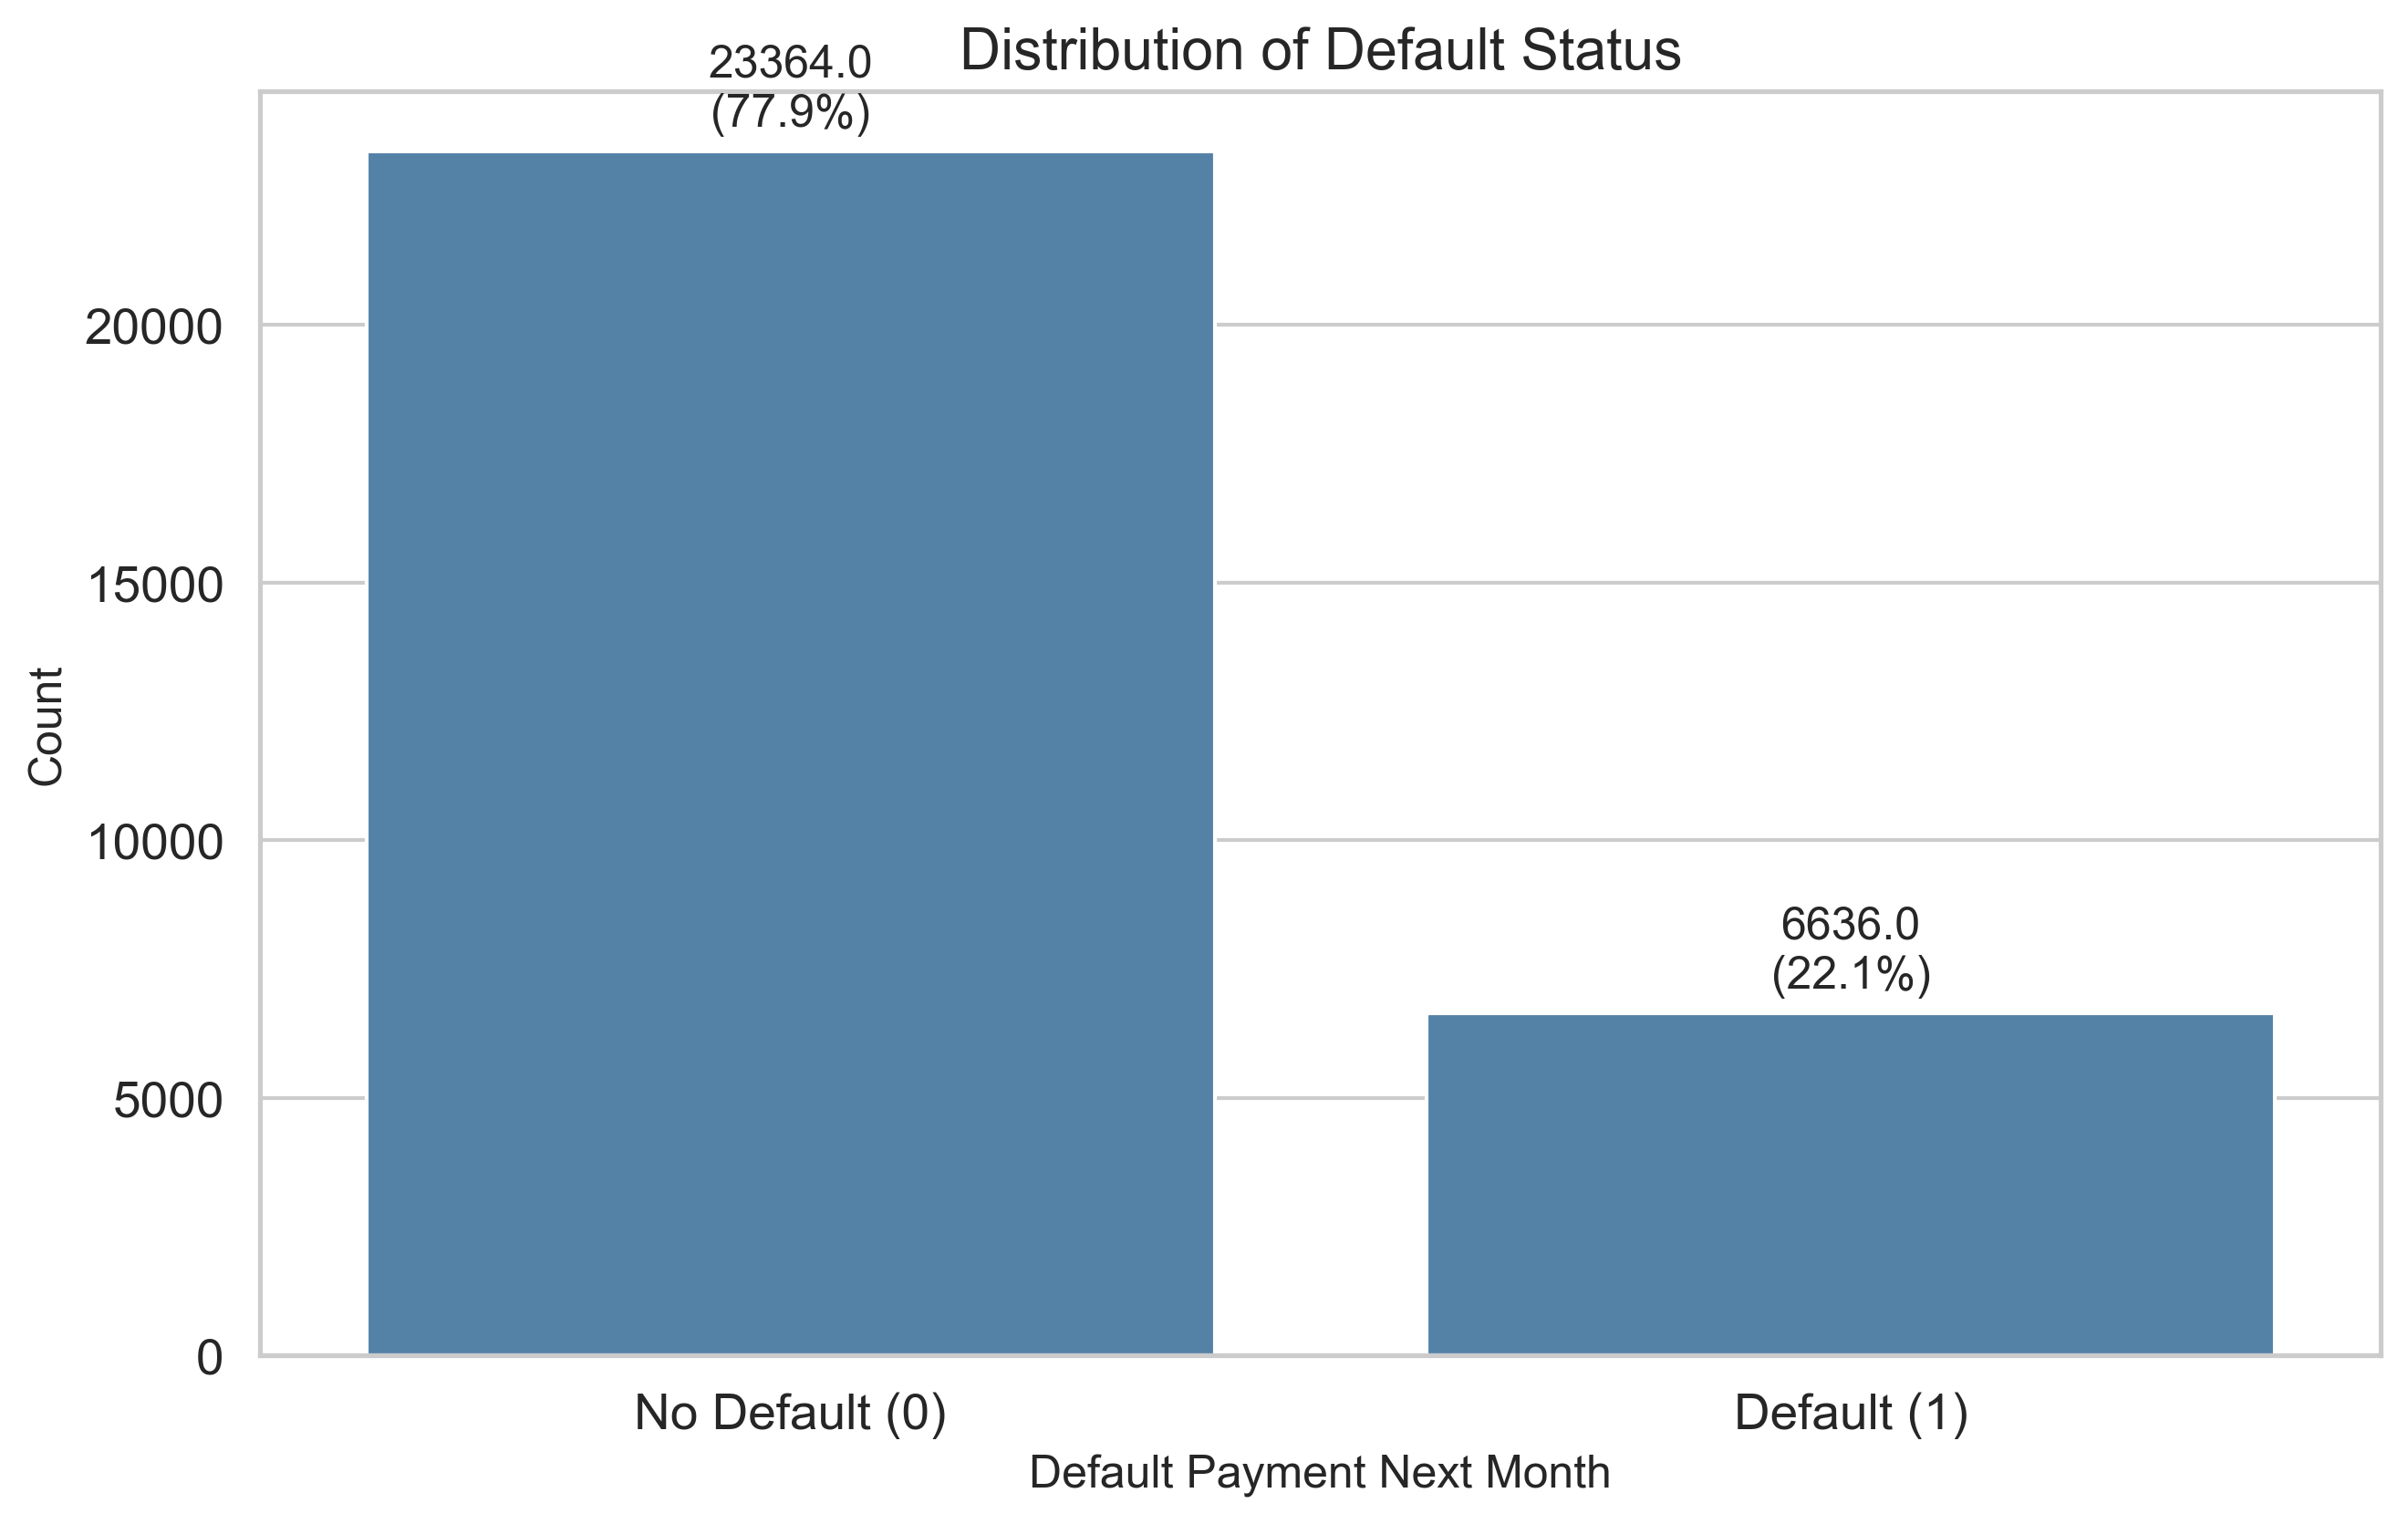 Distribution of Default Status
23364.0
(77.9%)
20000
15000
10000
5000
0
Count
6636.0
(22.1%)
No Default (0)
Default (1)
Default Payment Next Month